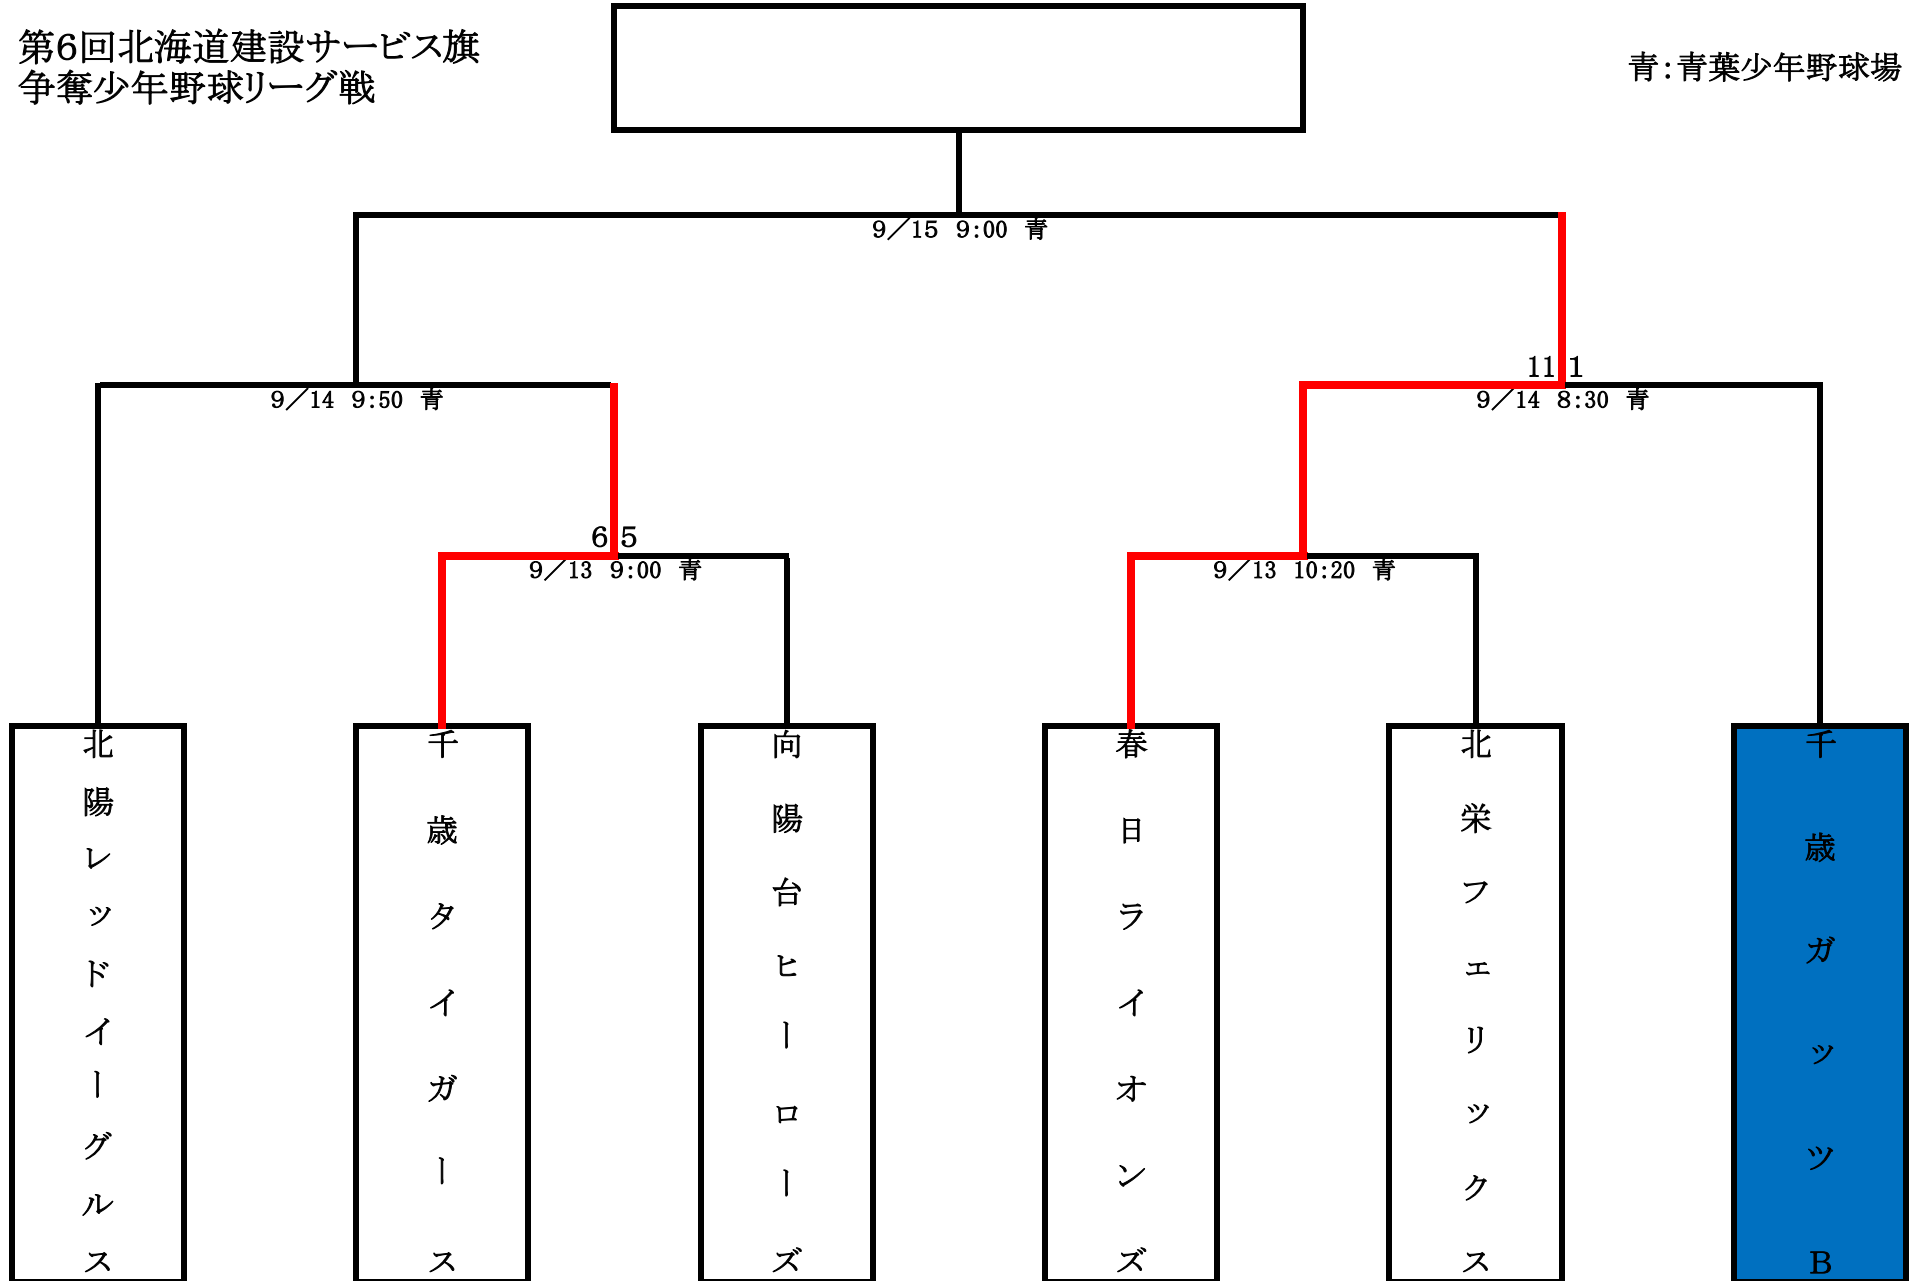 第6回北海道建設サービス旗
争奪少年野球リーグ戦
青：青葉少年野球場
9／15 9：00 青
11 1
9／14 9：50 青
9／14 8：30 青
6 5
9／13 9：00 青
9／13 10：20 青
北陽レッドイーグルス
千歳タイガース
向陽台ヒーローズ
春日ライオンズ
北栄フェリックス
千歳ガッツB